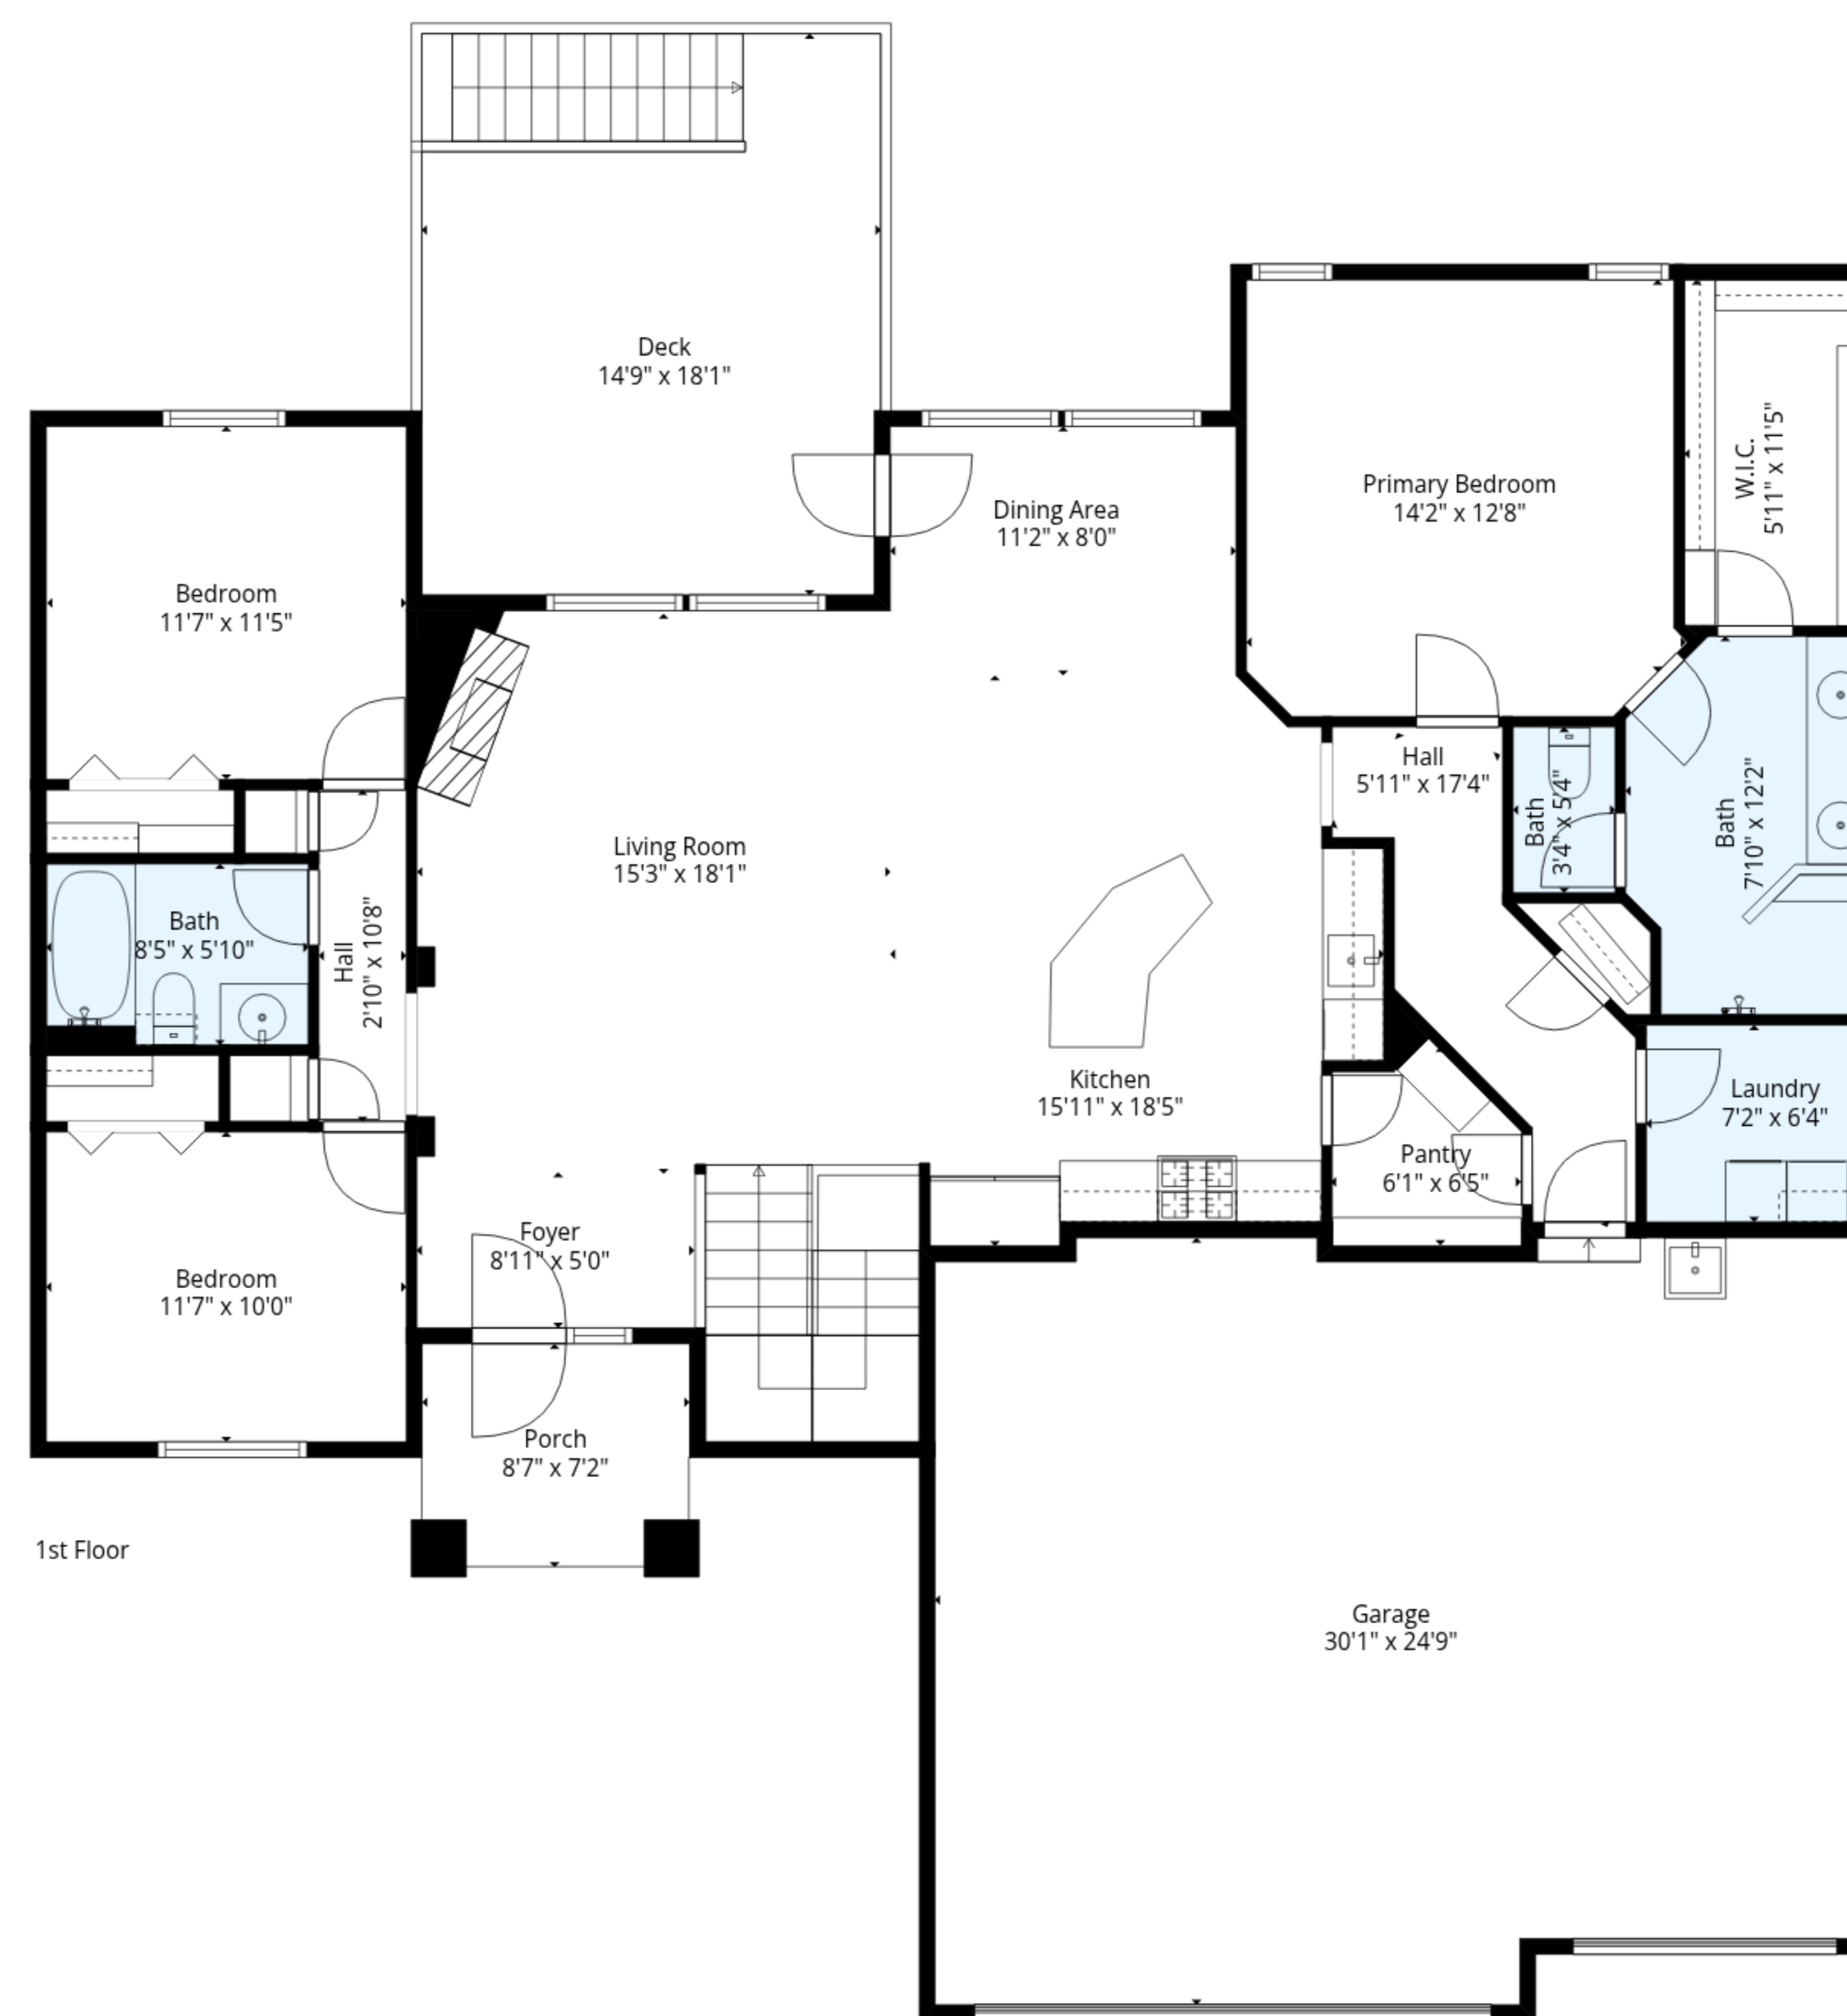 Deck
14'9" x 18'1"
Primary Bedroom
14'2" x 12'8"
W.I.C.
5'11" x 11'5"
Dining Area
11'2" x 8'0"
Bedroom
11'7" x 11'5"
Hall
5'11" x 17'4"
Bath
3'4" x 5'4"
Bath
7'10" x 12'2"
Living Room
15'3" x 18'1"
Bath
8'5" x 5'10"
Hall
2'10" x 10'8"
Kitchen
15'11" x 18'5"
Laundry
7'2" x 6'4"
Pantry
6'1" x 6'5"
Foyer
8'11" x 5'0"
Bedroom
11'7" x 10'0"
Porch
8'7" x 7'2"
1st Floor
Garage
30'1" x 24'9"